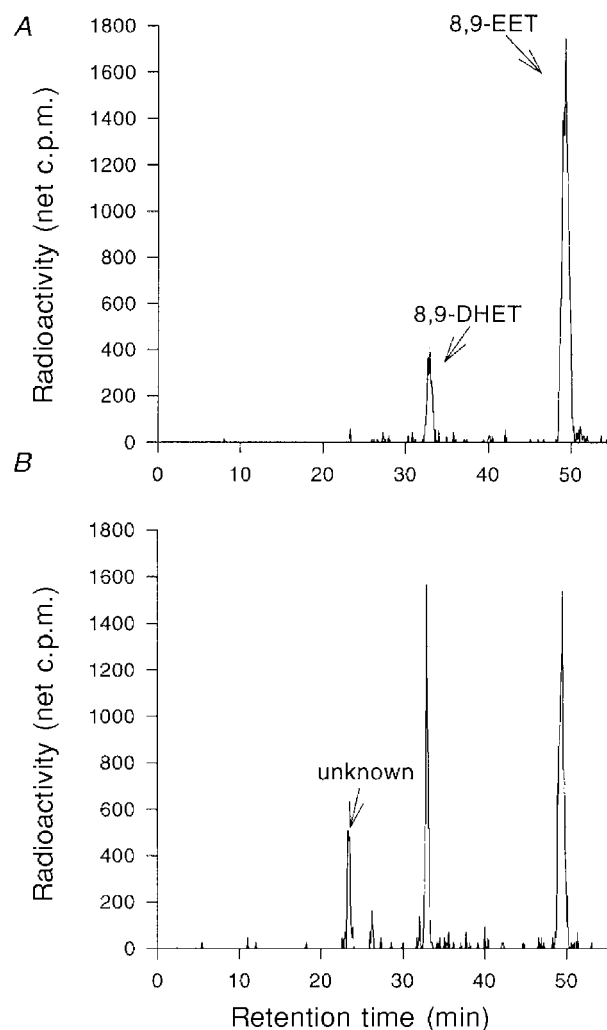 A
8,9-EET
1800
1600
1400
1200
1000
800
600
400
200
0
Radioactivity (net c.p.m.)
8,9-DHET
0 10 20 30 40 50
B
1800
1600
1400
1200
1000
800
600
400
200
0
Radioactivity (net c.p.m.)
unknown
0 10 20 30 40 50
Retention time (min)